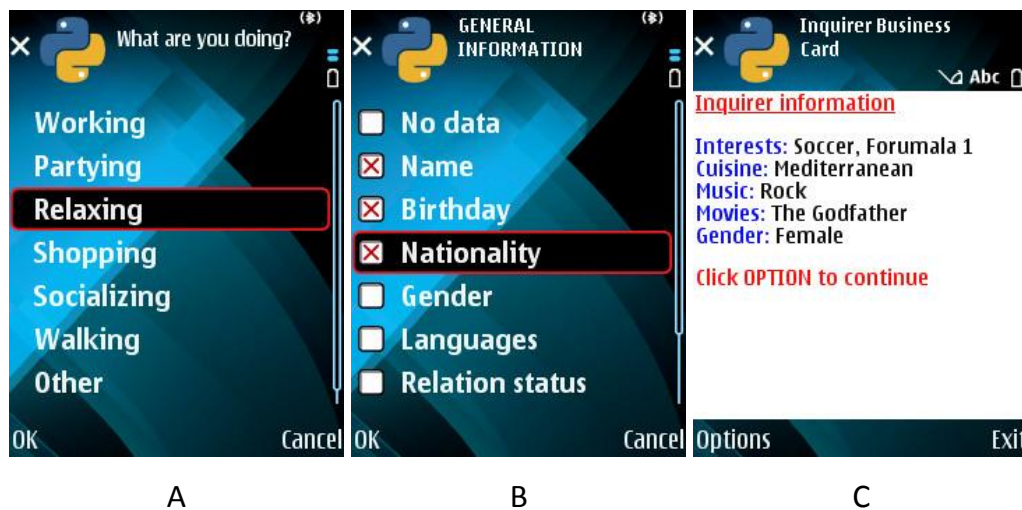 What are you doing?
Working
Partying
Relaxing
Shopping
Socializing
Walking
Other
OK Cancel
A
GENERAL
INFORMATION
No data
Name
Birthday
Nationality
Gender
Languages
Relation status
OK Cancel
B
Inquirer Business
Card
Abc
Inquirer information
Interests: Soccer, Forumala 1
Cuisine: Mediterranean
Music: Rock
Movies: The Godfather
Gender: Female
Click OPTION to continue
Options Exit
C